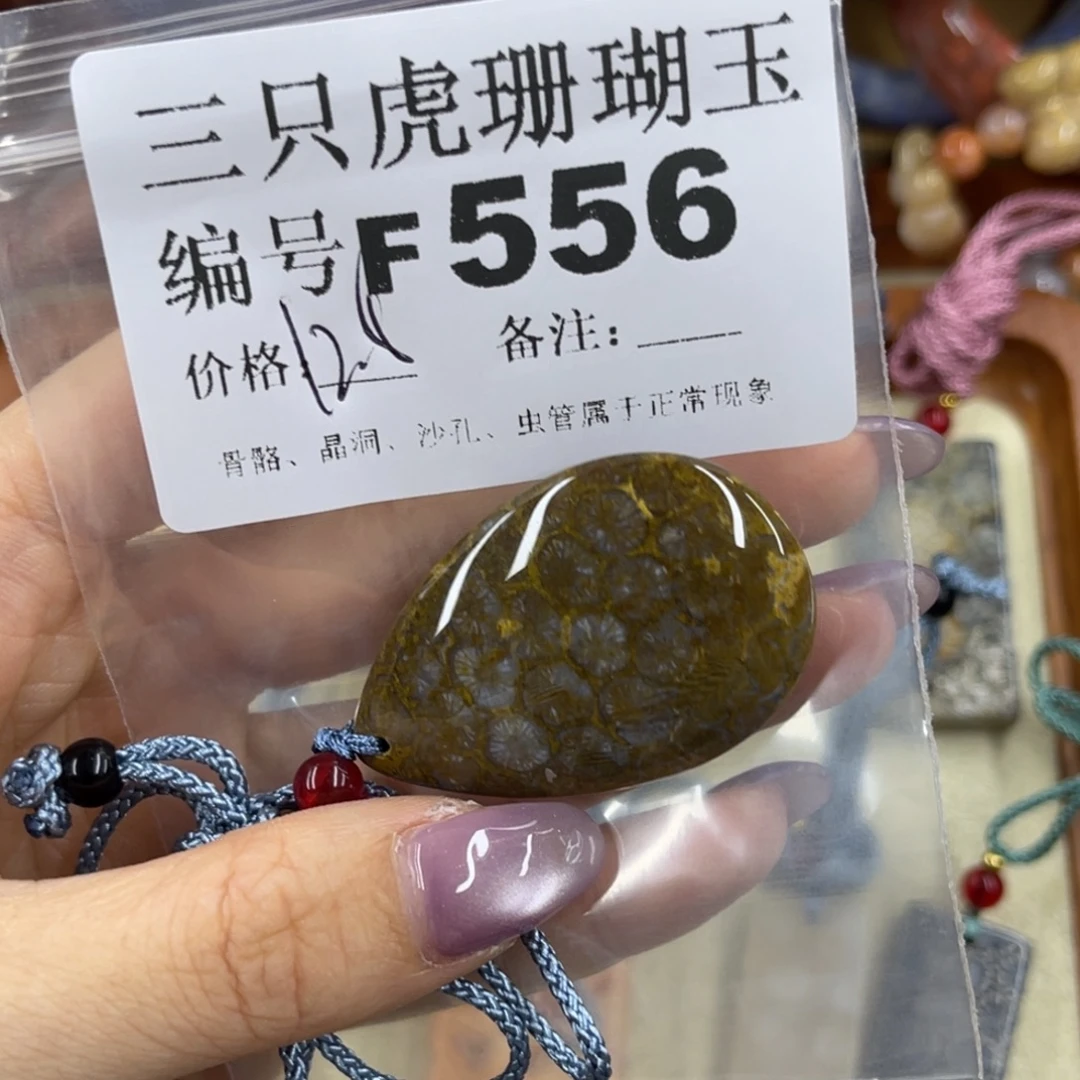 三只虎珊瑚玉
编号F556
价格: 备注:
骨骼、晶洞、沙孔、虫管属于正常现象